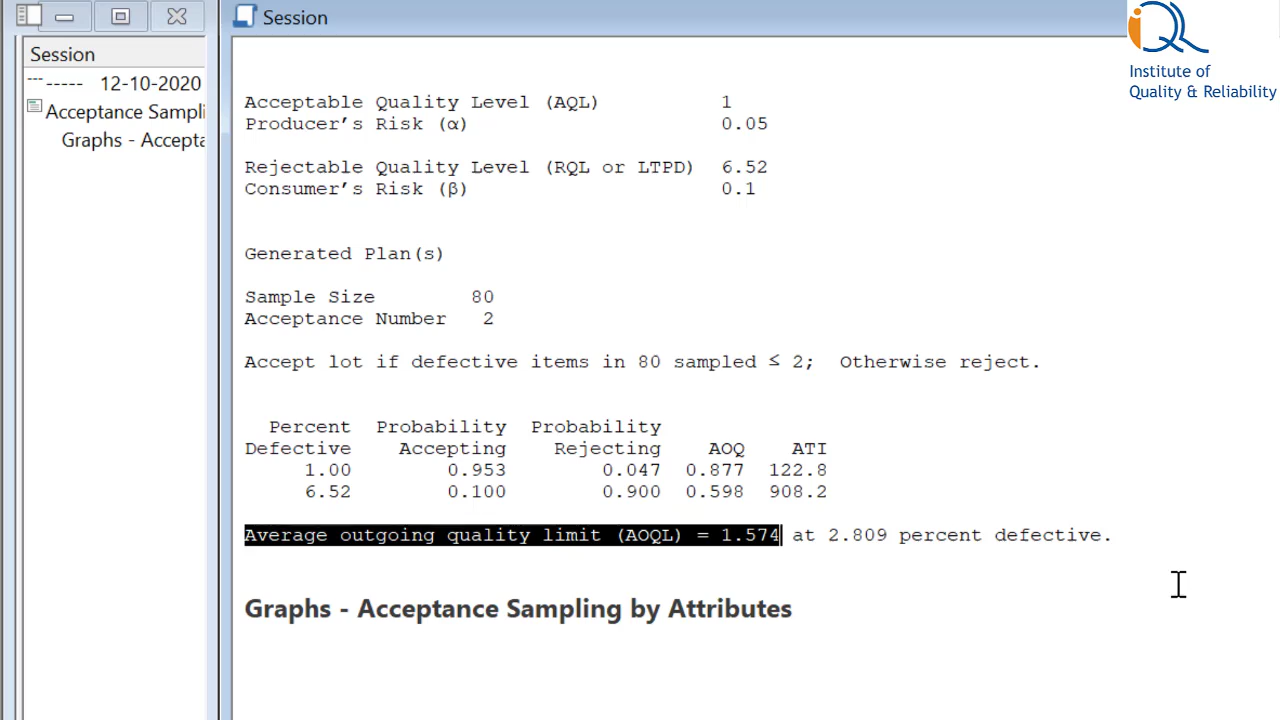 Session
Session
----- 12-10-2020
Acceptance Sampli
Graphs - Accepta
iQR
Institute of
Quality & Reliability
Acceptable Quality Level (AQL) 1
Producer’s Risk (α) 0.05
Rejectable Quality Level (RQL or LTPD) 6.52
Consumer’s Risk (β) 0.1
Generated Plan(s)
Sample Size 80
Acceptance Number 2
Accept lot if defective items in 80 sampled ≤ 2; Otherwise reject.
Percent Probability Probability
Defective Accepting Rejecting AOQ ATI
1.00 0.953 0.047 0.877 122.8
6.52 0.100 0.900 0.598 908.2
Average outgoing quality limit (AOQL) = 1.574 at 2.809 percent defective.
Graphs - Acceptance Sampling by Attributes